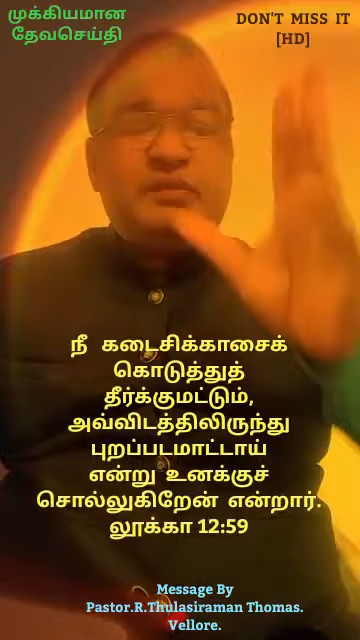 முக்கியமான
தேவசெய்தி
DON'T MISS IT
[HD]
நீ கடைசிக்காசைக்
கொடுத்துத்
தீர்க்குமட்டும்,
அவ்விடத்திலிருந்து
புறப்படமாட்டாய்
என்று உனக்குச்
சொல்லுகிறேன் என்றார்.
லூக்கா 12:59
Message By
Pastor.R.Thulasiraman Thomas.
Vellore.